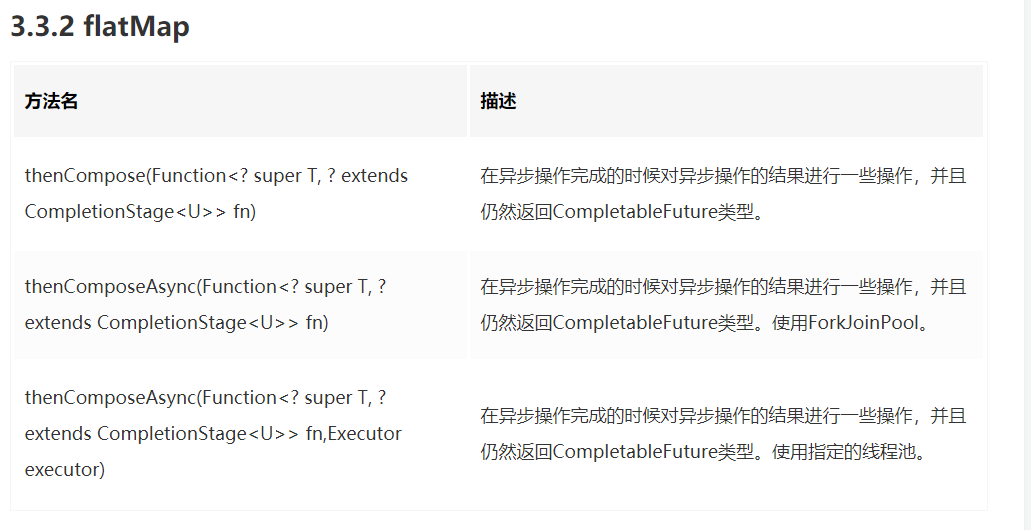 3.3.2 flatMap
方法名
描述
thenCompose(Function<? super T, ? extends
CompletionStage<U>> fn)
在异步操作完成的时候对异步操作的结果进行一些操作，并且
仍然返回CompletableFuture类型。
thenComposeAsync(Function<? super T, ?
extends CompletionStage<U>> fn)
在异步操作完成的时候对异步操作的结果进行一些操作，并且
仍然返回CompletableFuture类型。使用ForkJoinPool。
thenComposeAsync(Function<? super T, ?
extends CompletionStage<U>> fn,Executor
executor)
在异步操作完成的时候对异步操作的结果进行一些操作，并且
仍然返回CompletableFuture类型。使用指定的线程池。